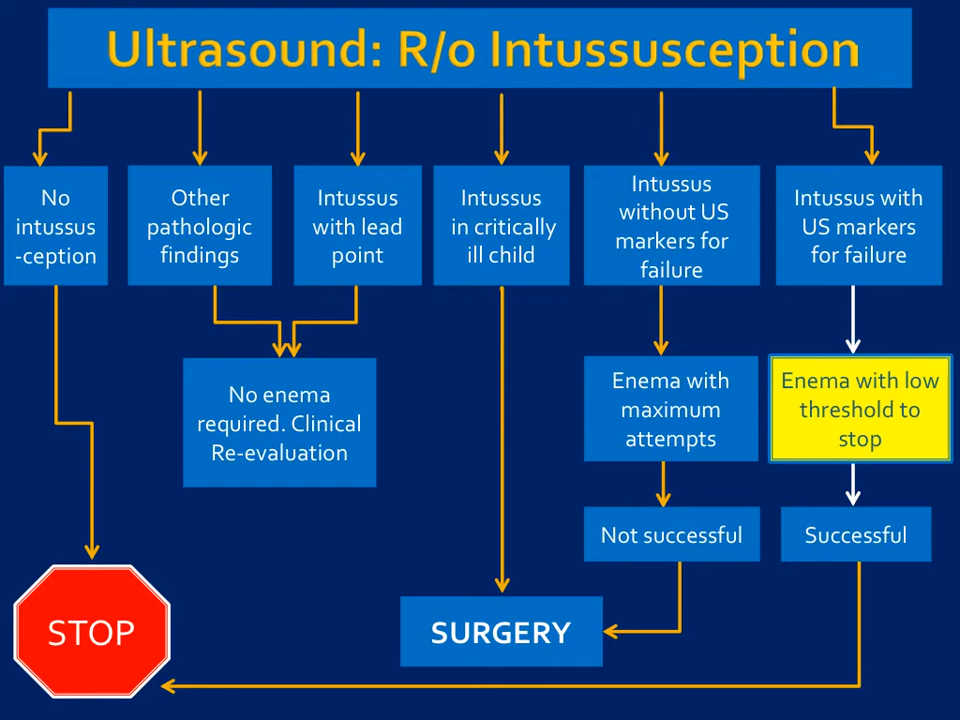 Ultrasound: R/o Intussusception
No
intussus
-ception
Other
pathologic
findings
Intussus
with lead
point
Intussus
in critically
ill child
Intussus
without US
markers for
failure
Intussus with
US markers
for failure
No enema
required. Clinical
Re-evaluation
Enema with
maximum
attempts
Enema with low
threshold to
stop
Not successful
Successful
STOP
SURGERY